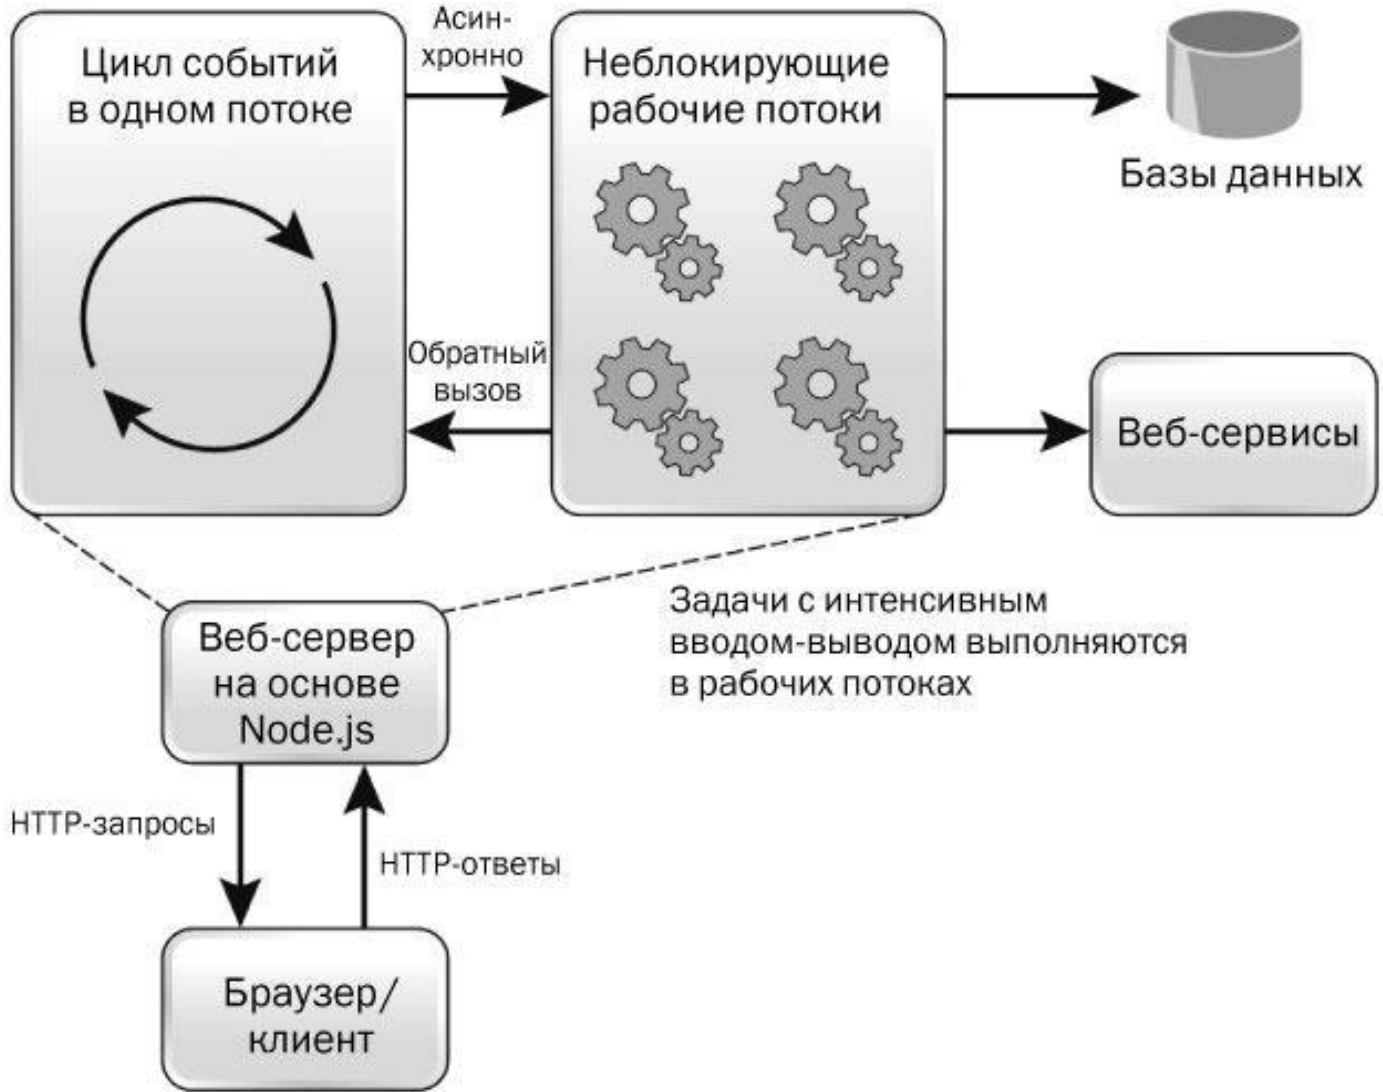 Цикл событий
в одном потоке
Асин-
хронно
Неблокирующие
рабочие потоки
Базы данных
Обратный
вызов
Веб-сервисы
Веб-сервер
на основе
Node.js
Задачи с интенсивным
вводом-выводом выполняются
в рабочих потоках
HTTP-запросы
HTTP-ответы
Браузер/
клиент